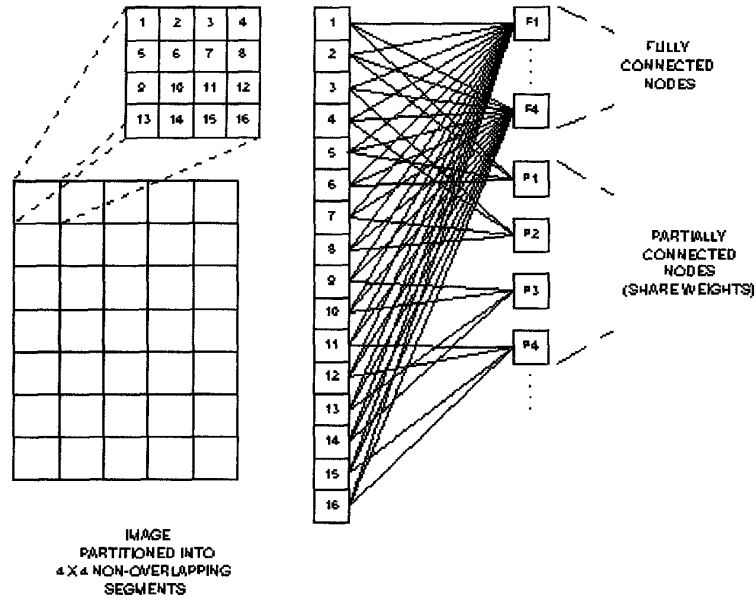 1 2 3 4
5 6 7 8
9 10 11 12
13 14 15 16
1
2
3
4
5
6
7
8
9
10
11
12
13
14
15
16
F1
F4
P1
P2
P3
P4
FULLY
CONNECTED
NODES
PARTIALLY
CONNECTED
NODES
(SHARE WEIGHTS)
IMAGE
PARTITIONED INTO
4 X 4 NON-OVERLAPPING
SEGMENTS